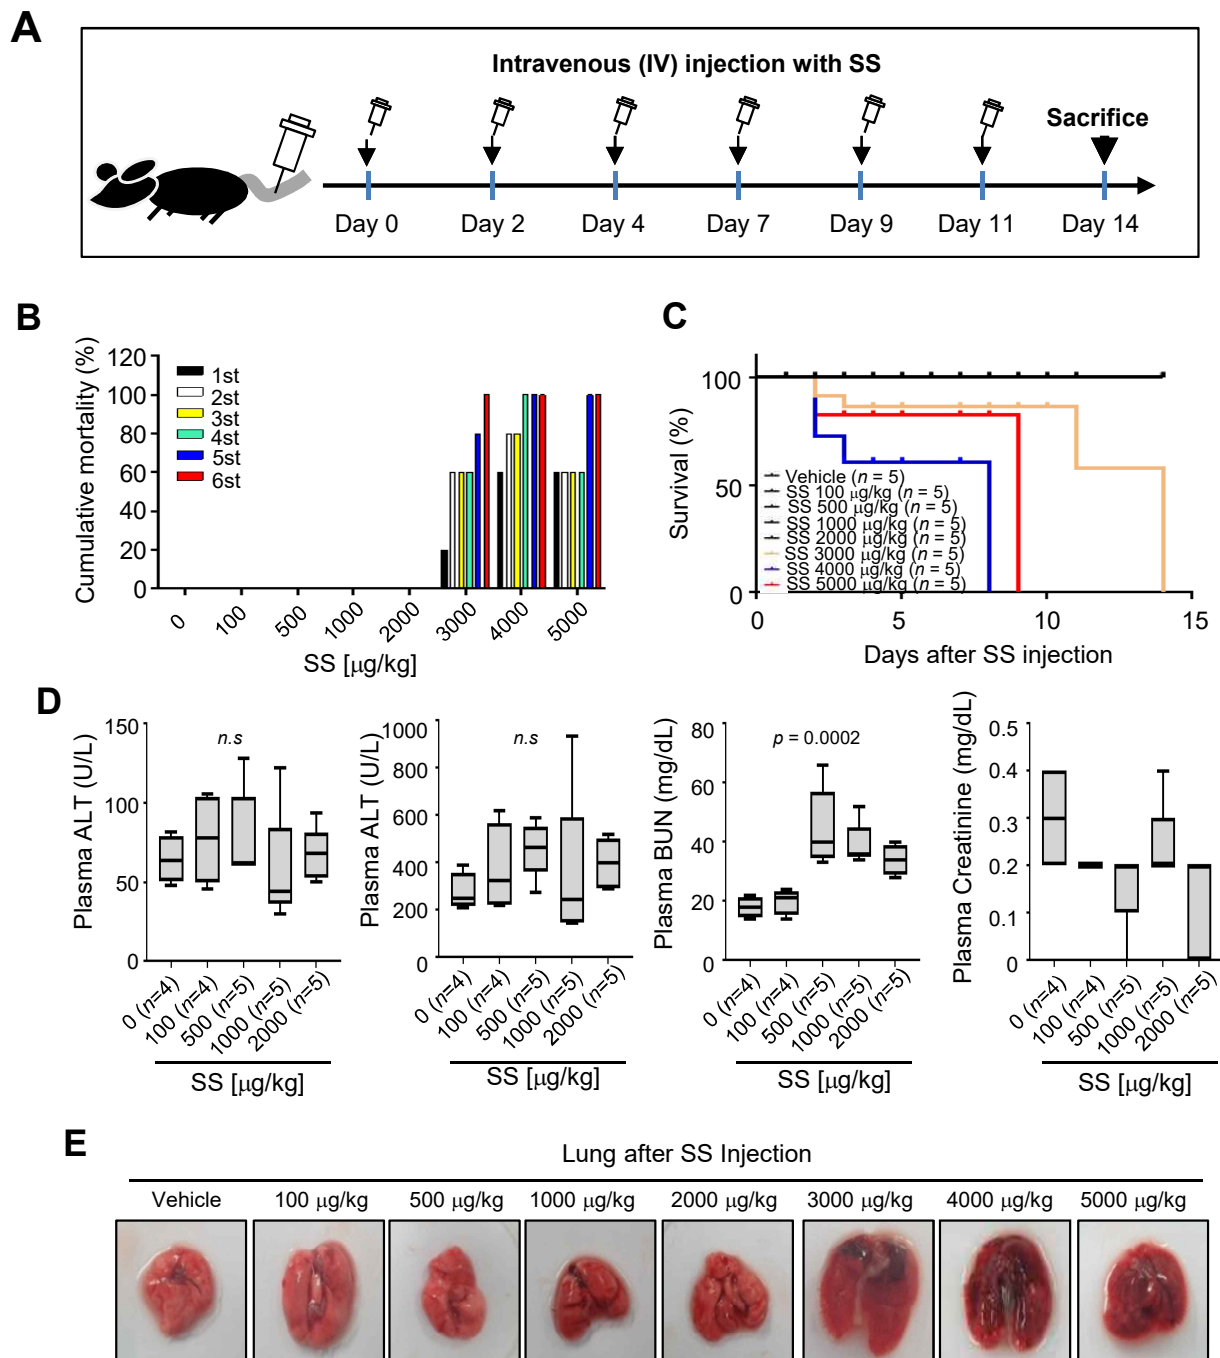 A
Intravenous (IV) injection with SS
Sacrifice
Day 0 Day 2 Day 4 Day 7 Day 9 Day 11 Day 14
B
Cumulative mortality (%)
120
100
80
60
40
20
0
1st
2st
3st
4st
5st
6st
0 100 500 1000 2000 3000 4000 5000
SS [μg/kg]
C
Survival (%)
100
50
0
Vehicle (n = 5)
SS 100 μg/kg (n = 5)
SS 500 μg/kg (n = 5)
SS 1000 μg/kg (n = 5)
SS 2000 μg/kg (n = 5)
SS 3000 μg/kg (n = 5)
SS 4000 μg/kg (n = 5)
SS 5000 μg/kg (n = 5)
0 5 10 15
Days after SS injection
D
Plasma ALT (U/L)
150
100
50
0
n.s
0 (n=4) 100 (n=4) 500 (n=5) 1000 (n=5) 2000 (n=5)
SS [μg/kg]
Plasma ALT (U/L)
1000
800
600
400
200
0
n.s
0 (n=4) 100 (n=4) 500 (n=5) 1000 (n=5) 2000 (n=5)
SS [μg/kg]
Plasma BUN (mg/dL)
80
60
40
20
0
p = 0.0002
0 (n=4) 100 (n=4) 500 (n=5) 1000 (n=5) 2000 (n=5)
SS [μg/kg]
Plasma Creatinine (mg/dL)
0.5
0.4
0.3
0.2
0.1
0
0 (n=4) 100 (n=4) 500 (n=5) 1000 (n=5) 2000 (n=5)
SS [μg/kg]
E
Lung after SS Injection
Vehicle 100 μg/kg 500 μg/kg 1000 μg/kg 2000 μg/kg 3000 μg/kg 4000 μg/kg 5000 μg/kg